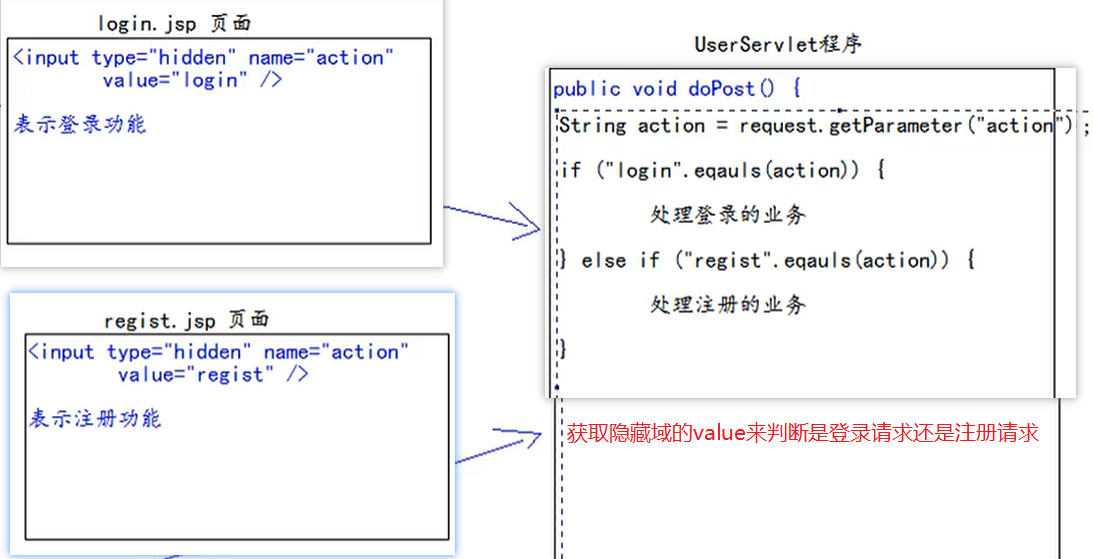 login.jsp 页面
<input type="hidden" name="action"
value="login" />
表示登录功能
regist.jsp 页面
<input type="hidden" name="action"
value="regist" />
表示注册功能
UserServlet程序
public void doPost() {
String action = request.getParameter("action") ;
if ("login".eqauls(action)) {
处理登录的业务
} else if ("regist".eqauls(action)) {
处理注册的业务
}
获取隐藏域的value来判断是登录请求还是注册请求